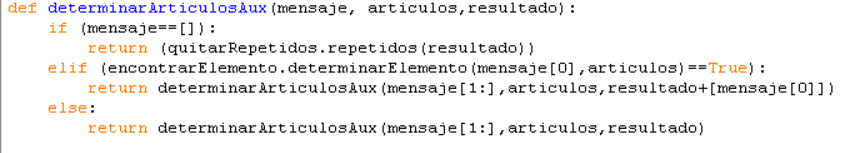 def determinarArticulosAux(mensaje, articulos,resultado):
    if (mensaje==[]):
        return (quitarRepetidos.repetidos(resultado))
    elif (encontrarElemento.determinarElemento(mensaje[0],articulos)==True):
        return determinarArticulosAux(mensaje[1:],articulos,resultado+[mensaje[0]])
    else:
        return determinarArticulosAux(mensaje[1:],articulos,resultado)